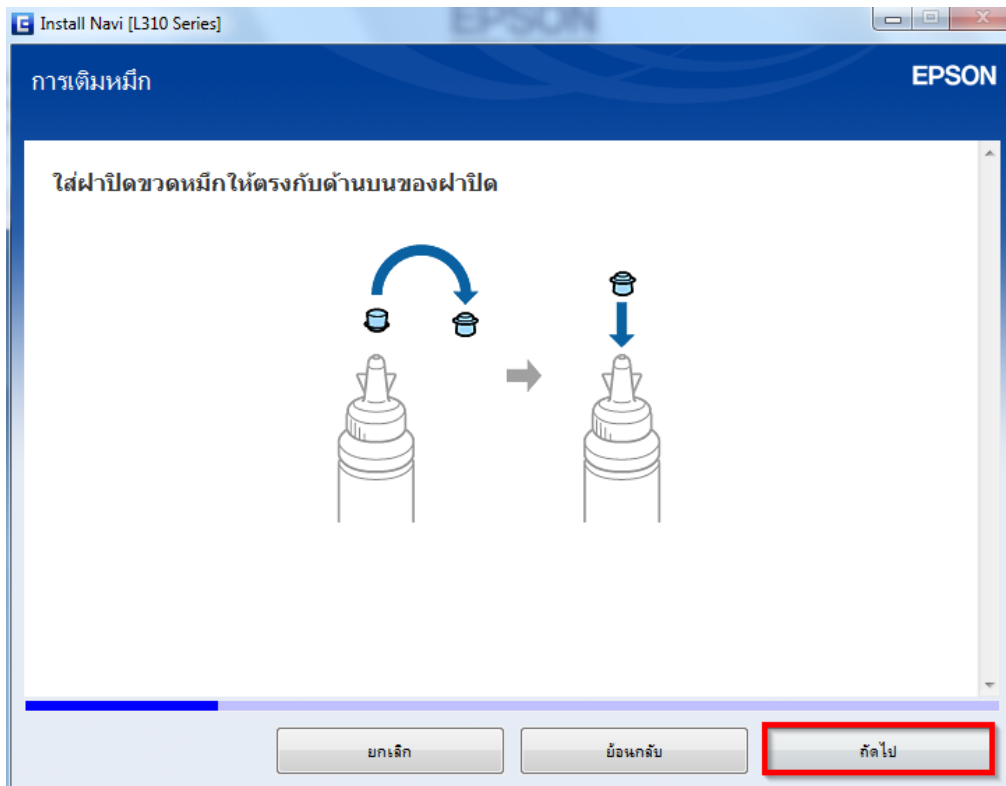 EPSON
Install Navi [L310 Series]
การเติมหมึก
EPSON
ใส่ฝาปิดขวดหมึกให้ตรงกับด้านบนของฝาปิด
ยกเลิก
ย้อนกลับ
ถัดไป